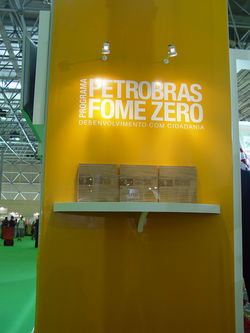 PROGRAMA
PETROBRAS
FOME ZERO
DESENVOLVIMENTO COM CIDADANIA